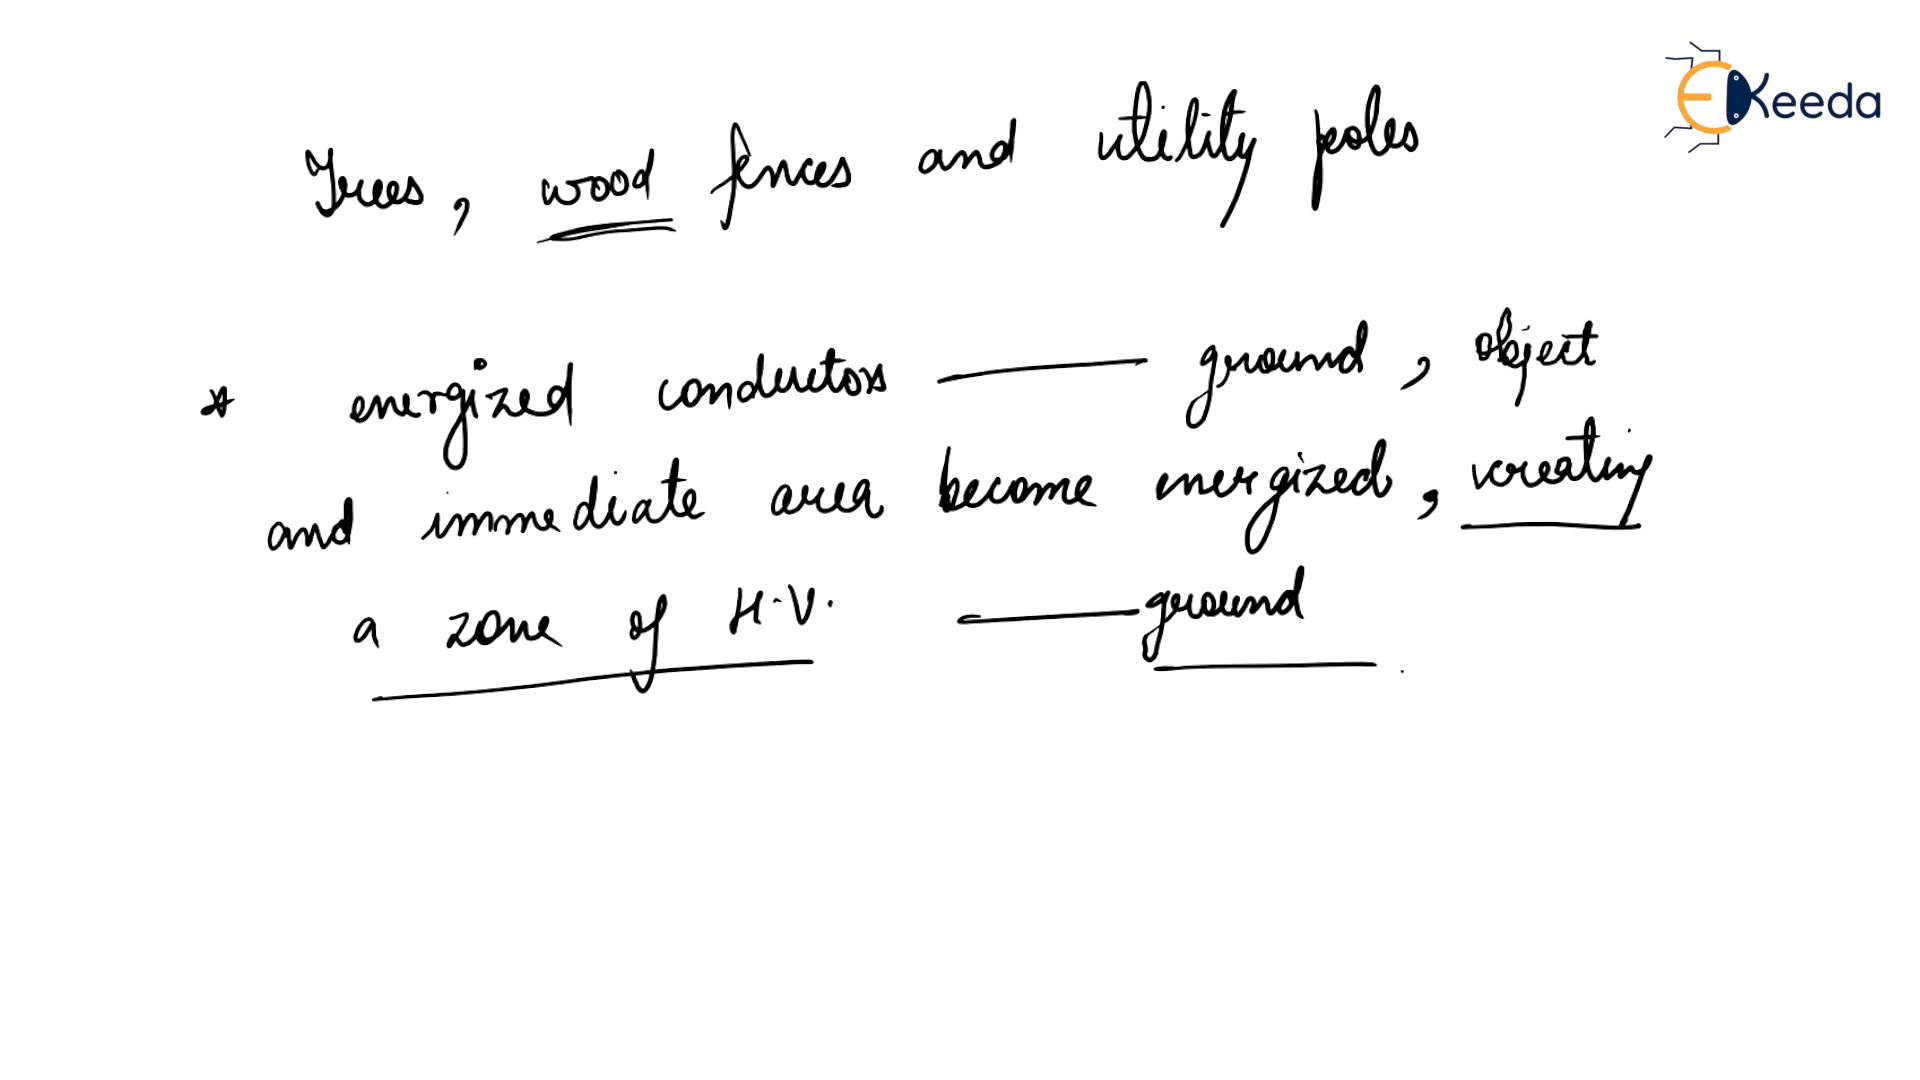 EKeeda
Trees, wood fences and utility poles
* energized conductors —— ground, object
and immediate area become energized, creating
a zone of H.V. —— ground